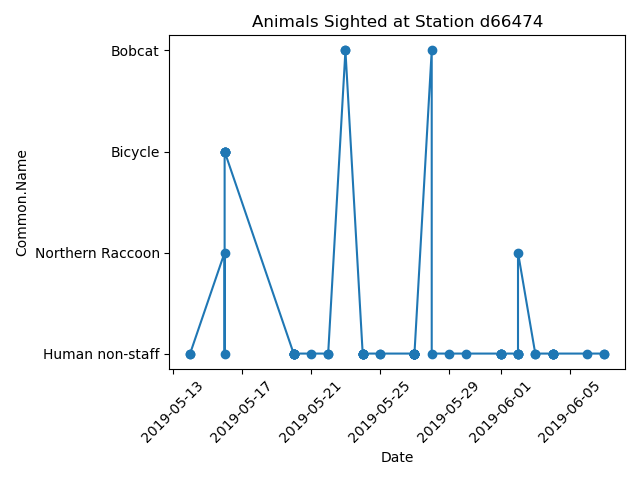 Animals Sighted at Station d66474
Common.Name
Bobcat
Bicycle
Northern Raccoon
Human non-staff
2019-05-13
2019-05-17
2019-05-21
2019-05-25
2019-05-29
2019-06-01
2019-06-05
Date